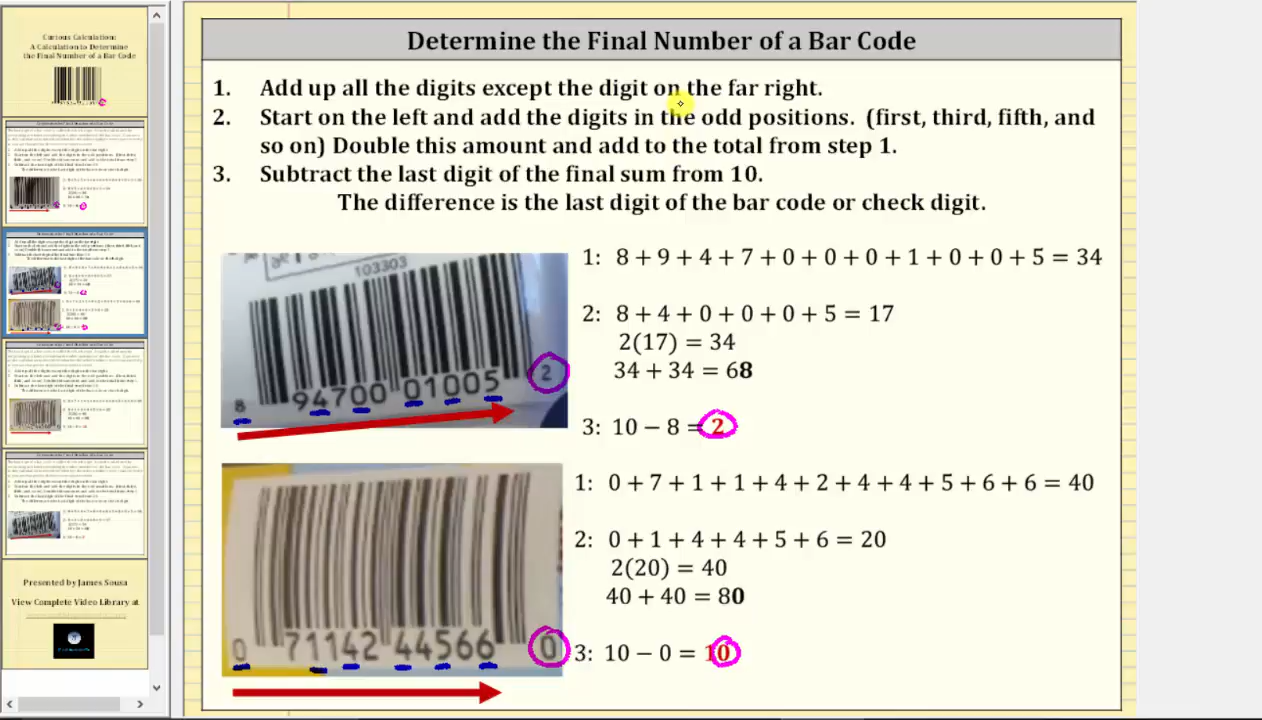 Curious Calculation:
A Calculation to Determine
the Final Number of a Bar Code
Presented by James Sousa
View Complete Video Library at
Determine the Final Number of a Bar Code
1. Add up all the digits except the digit on the far right.
2. Start on the left and add the digits in the odd positions. (first, third, fifth, and
so on) Double this amount and add to the total from step 1.
3. Subtract the last digit of the final sum from 10.
The difference is the last digit of the bar code or check digit.
103303
8 94700 01005 2
1: 8 + 9 + 4 + 7 + 0 + 0 + 0 + 1 + 0 + 0 + 5 = 34
2: 8 + 4 + 0 + 0 + 0 + 5 = 17
2(17) = 34
34 + 34 = 68
3: 10 − 8 = 2
0 71142 44566 0
1: 0 + 7 + 1 + 1 + 4 + 2 + 4 + 4 + 5 + 6 + 6 = 40
2: 0 + 1 + 4 + 4 + 5 + 6 = 20
2(20) = 40
40 + 40 = 80
3: 10 − 0 = 10